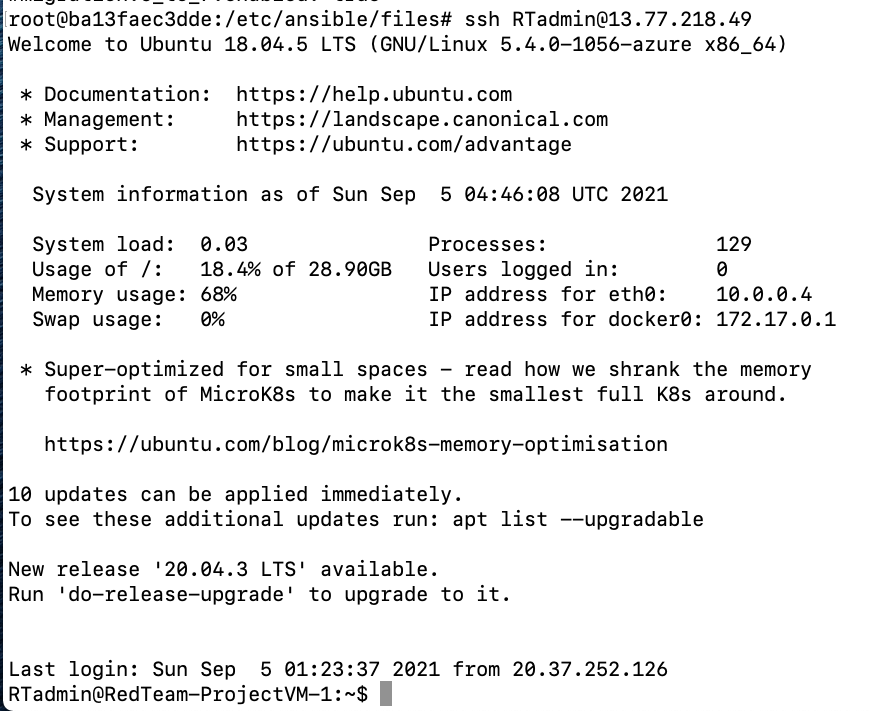 root@ba13faec3dde:/etc/ansible/files# ssh RTadmin@13.77.218.49
Welcome to Ubuntu 18.04.5 LTS (GNU/Linux 5.4.0-1056-azure x86_64)
* Documentation: https://help.ubuntu.com
* Management: https://landscape.canonical.com
* Support: https://ubuntu.com/advantage
System information as of Sun Sep 5 04:46:08 UTC 2021
System load: 0.03 Processes: 129
Usage of /: 18.4% of 28.90GB Users logged in: 0
Memory usage: 68% IP address for eth0: 10.0.0.4
Swap usage: 0% IP address for docker0: 172.17.0.1
* Super-optimized for small spaces - read how we shrank the memory
footprint of MicroK8s to make it the smallest full K8s around.
https://ubuntu.com/blog/microk8s-memory-optimisation
10 updates can be applied immediately.
To see these additional updates run: apt list --upgradable
New release '20.04.3 LTS' available.
Run 'do-release-upgrade' to upgrade to it.
Last login: Sun Sep 5 01:23:37 2021 from 20.37.252.126
RTadmin@RedTeam-ProjectVM-1:~$